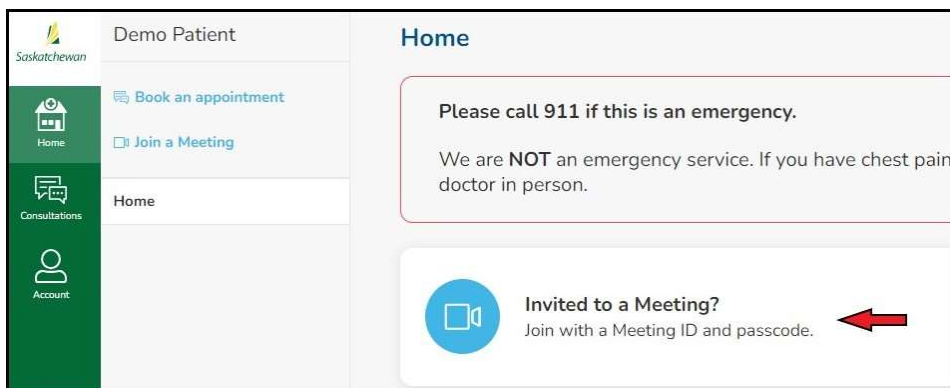 Saskatchewan
Home
Consultations
Account
Demo Patient
Book an appointment
Join a Meeting
Home
Home
Please call 911 if this is an emergency.
We are NOT an emergency service. If you have chest pain
doctor in person.
Invited to a Meeting?
Join with a Meeting ID and passcode.